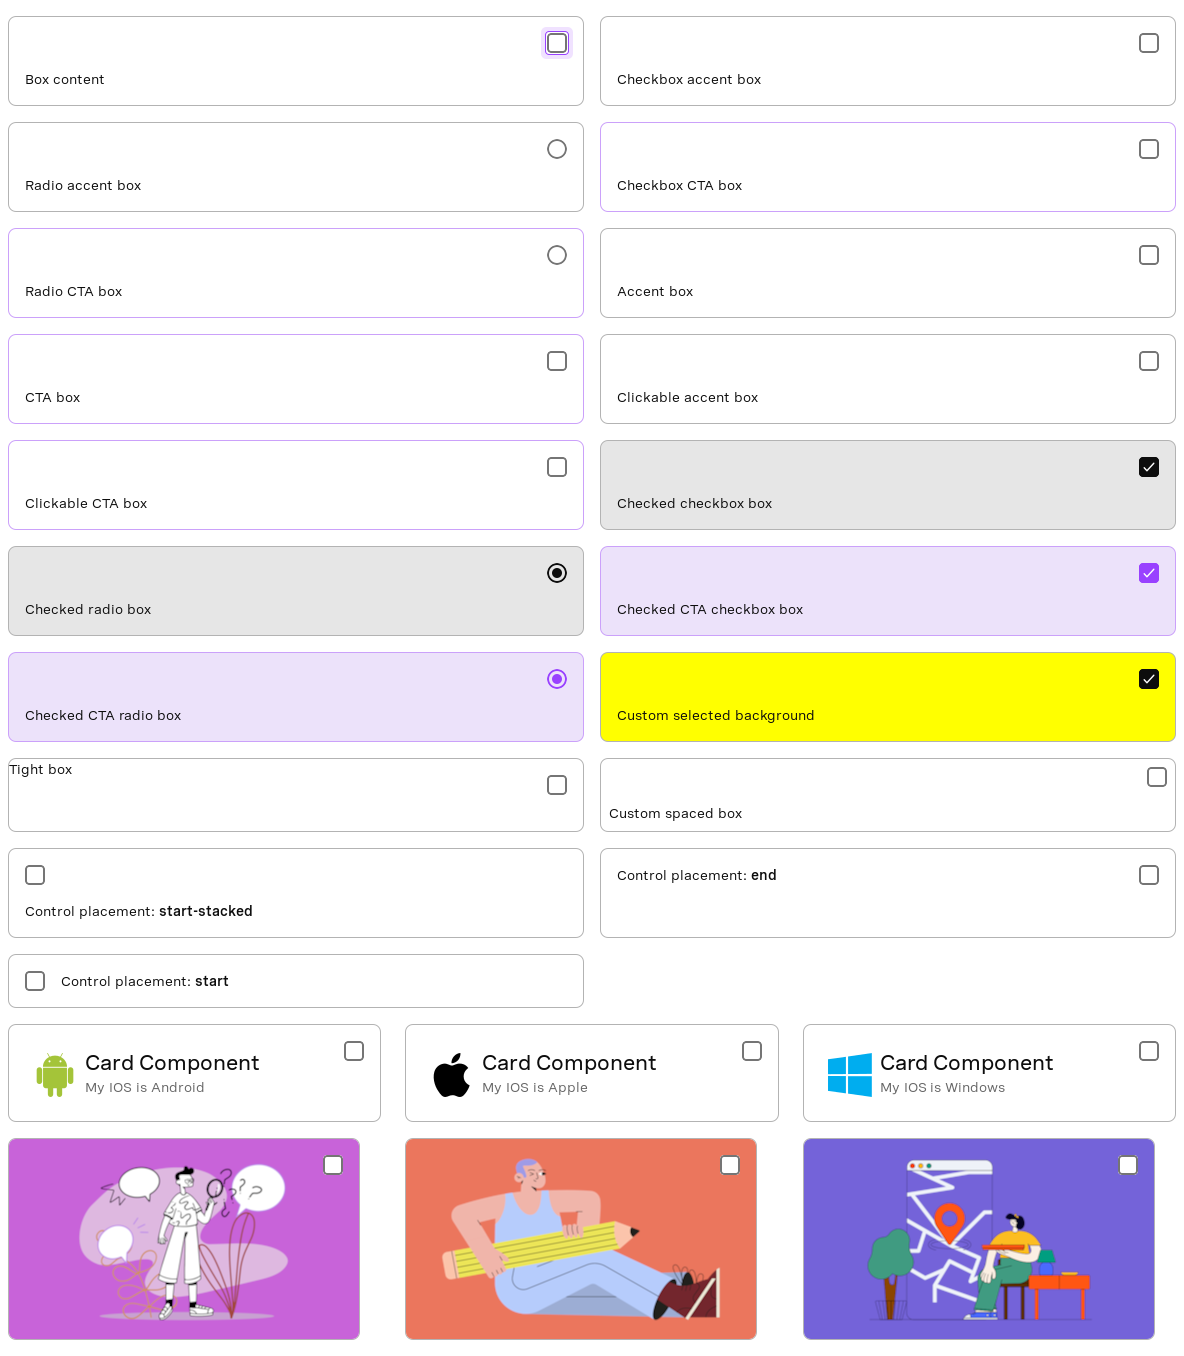 Box content
Checkbox accent box
Radio accent box
Checkbox CTA box
Radio CTA box
Accent box
CTA box
Clickable accent box
Clickable CTA box
Checked checkbox box
Checked radio box
Checked CTA checkbox box
Checked CTA radio box
Custom selected background
Tight box
Custom spaced box
Control placement: start-stacked
Control placement: end
Control placement: start
Card Component
My IOS is Android
Card Component
My IOS is Apple
Card Component
My IOS is Windows
? ?
? ? ?